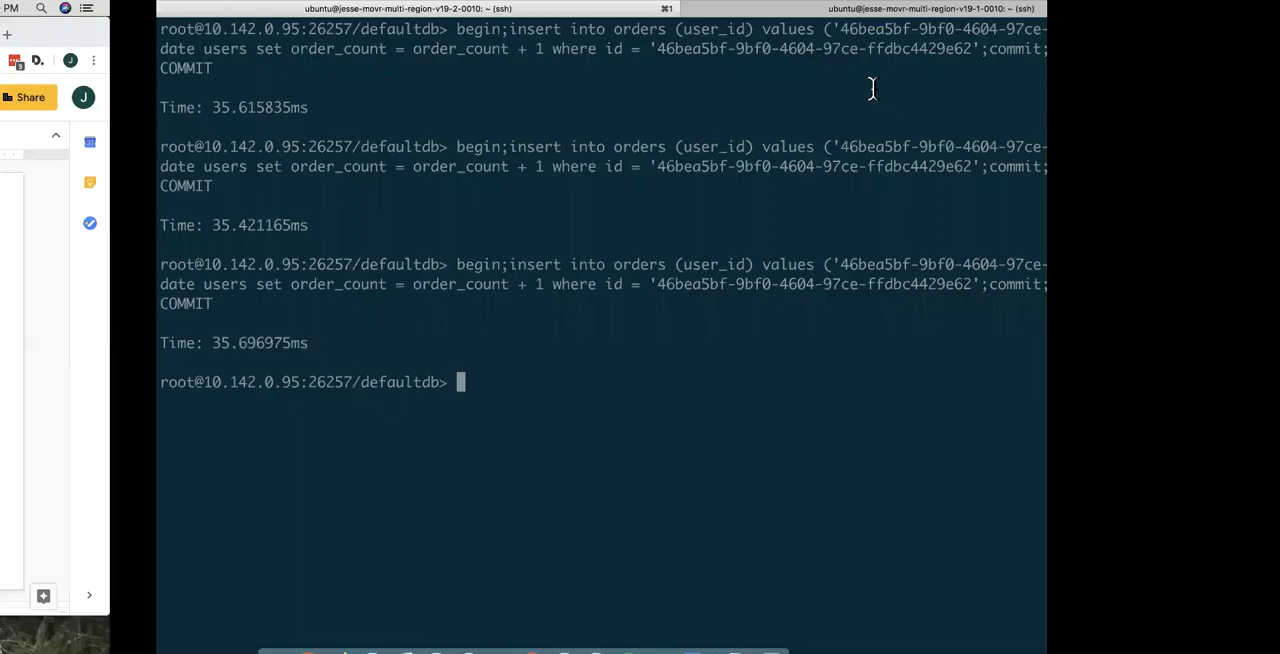 PM
ubuntu@jesse-movr-multi-region-v19-2-0010: ~ (ssh)
⌘1
ubuntu@jesse-movr-multi-region-v19-1-0010: ~ (ssh)
3
D.
J
Share
J
root@10.142.0.95:26257/defaultdb> begin;insert into orders (user_id) values ('46bea5bf-9bf0-4604-97ce-
date users set order_count = order_count + 1 where id = '46bea5bf-9bf0-4604-97ce-ffdbc4429e62';commit;
COMMIT
Time: 35.615835ms
root@10.142.0.95:26257/defaultdb> begin;insert into orders (user_id) values ('46bea5bf-9bf0-4604-97ce-
date users set order_count = order_count + 1 where id = '46bea5bf-9bf0-4604-97ce-ffdbc4429e62';commit;
COMMIT
Time: 35.421165ms
root@10.142.0.95:26257/defaultdb> begin;insert into orders (user_id) values ('46bea5bf-9bf0-4604-97ce-
date users set order_count = order_count + 1 where id = '46bea5bf-9bf0-4604-97ce-ffdbc4429e62';commit;
COMMIT
Time: 35.696975ms
root@10.142.0.95:26257/defaultdb>